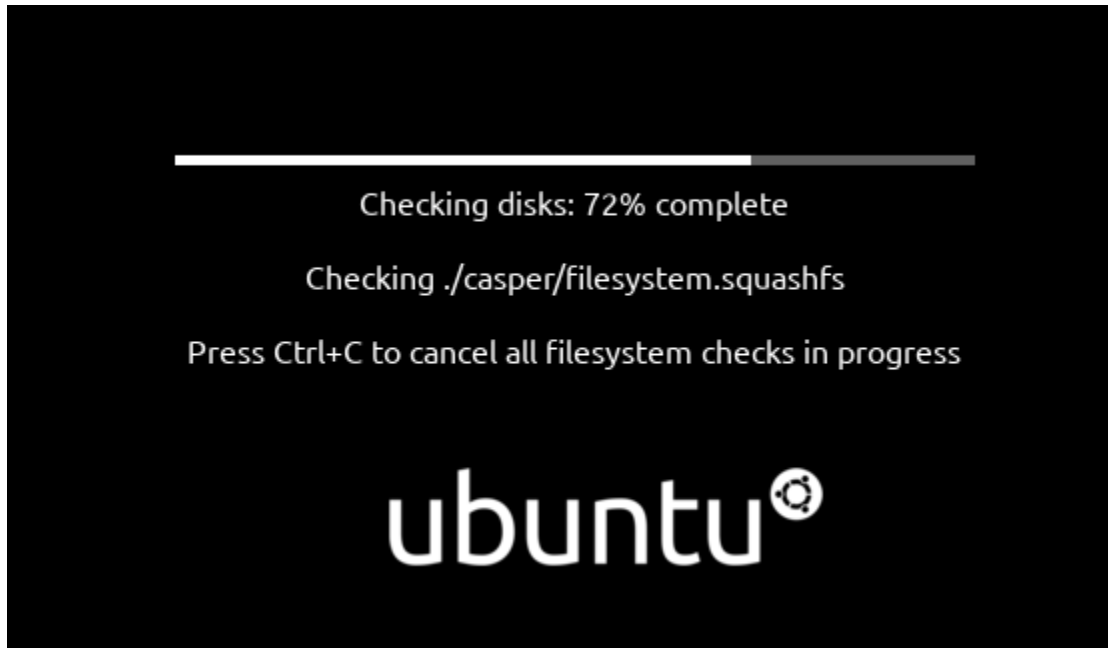 Checking disks: 72% complete
Checking ./casper/filesystem.squashfs
Press Ctrl+C to cancel all filesystem checks in progress
ubuntu